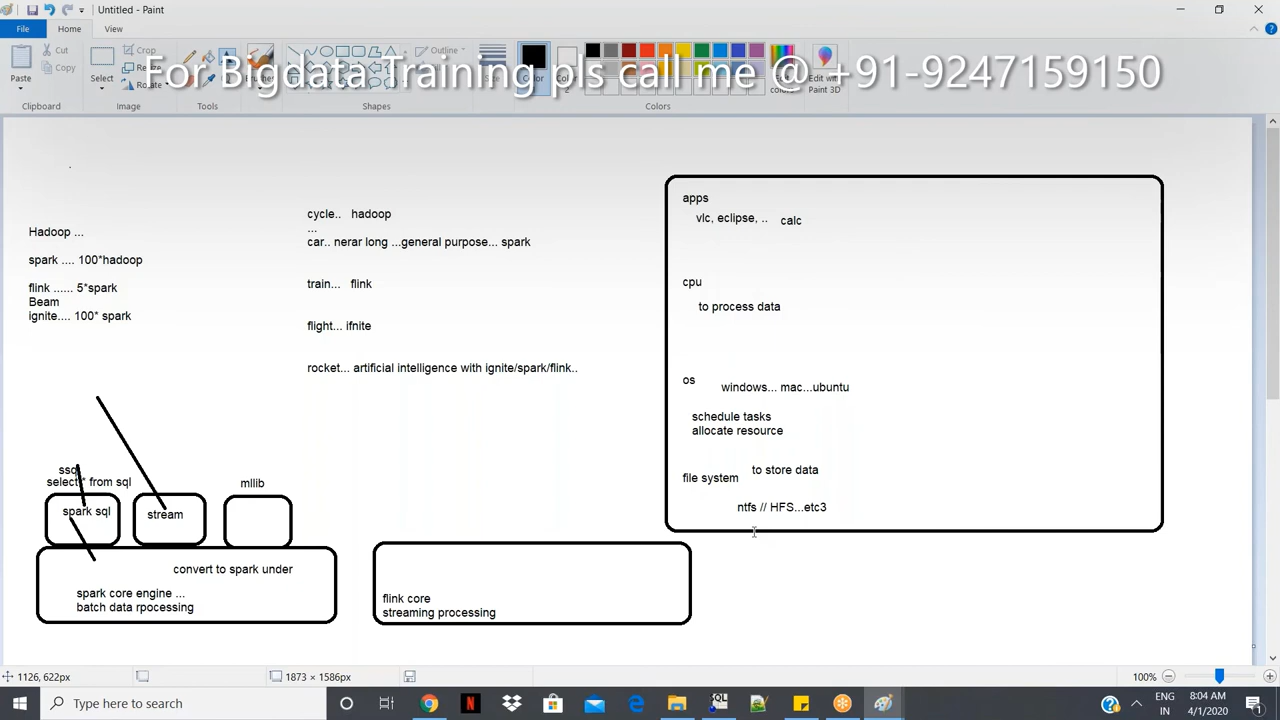 Untitled - Paint
File
Home
View
Paste
Cut
Copy
Clipboard
Select
Crop
Rotate
Image
Tools
Shapes
Outline
Color
2
Colors
Edit with
Paint 3D
For Bigdata Training pls call me @ +91-9247159150
Hadoop ...
spark .... 100*hadoop
flink ...... 5*spark
Beam
ignite.... 100* spark
cycle.. hadoop
...
car.. nerar long ...general purpose... spark
train... flink
flight... ifnite
rocket... artificial intelligence with ignite/spark/flink..
apps
vlc, eclipse, .. calc
cpu
to process data
os
windows... mac...ubuntu
schedule tasks
allocate resource
to store data
file system
ntfs // HFS...etc3
ssq
select * from sql
mllib
spark sql
stream
convert to spark under
spark core engine ...
batch data rpocessing
flink core
streaming processing
1126, 622px
1873 × 1586px
100%
Type here to search
ENG
IN
8:04 AM
4/1/2020